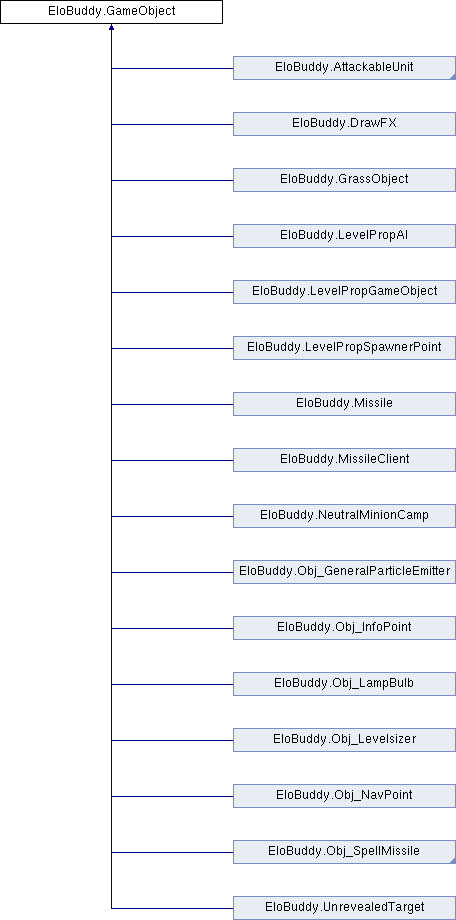 EloBuddy.GameObject
EloBuddy.AttackableUnit
EloBuddy.DrawFX
EloBuddy.GrassObject
EloBuddy.LevelPropAI
EloBuddy.LevelPropGameObject
EloBuddy.LevelPropSpawnerPoint
EloBuddy.Missile
EloBuddy.MissileClient
EloBuddy.NeutralMinionCamp
EloBuddy.Obj_GeneralParticleEmitter
EloBuddy.Obj_InfoPoint
EloBuddy.Obj_LampBulb
EloBuddy.Obj_Levelsizer
EloBuddy.Obj_NavPoint
EloBuddy.Obj_SpellMissile
EloBuddy.UnrevealedTarget